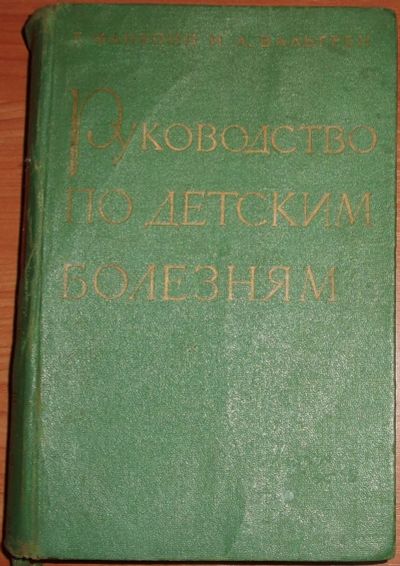 Г. ФАНКОНИ И А. ВАЛЬГРЕН
РУКОВОДСТВО
ПО ДЕТСКИМ
БОЛЕЗНЯМ